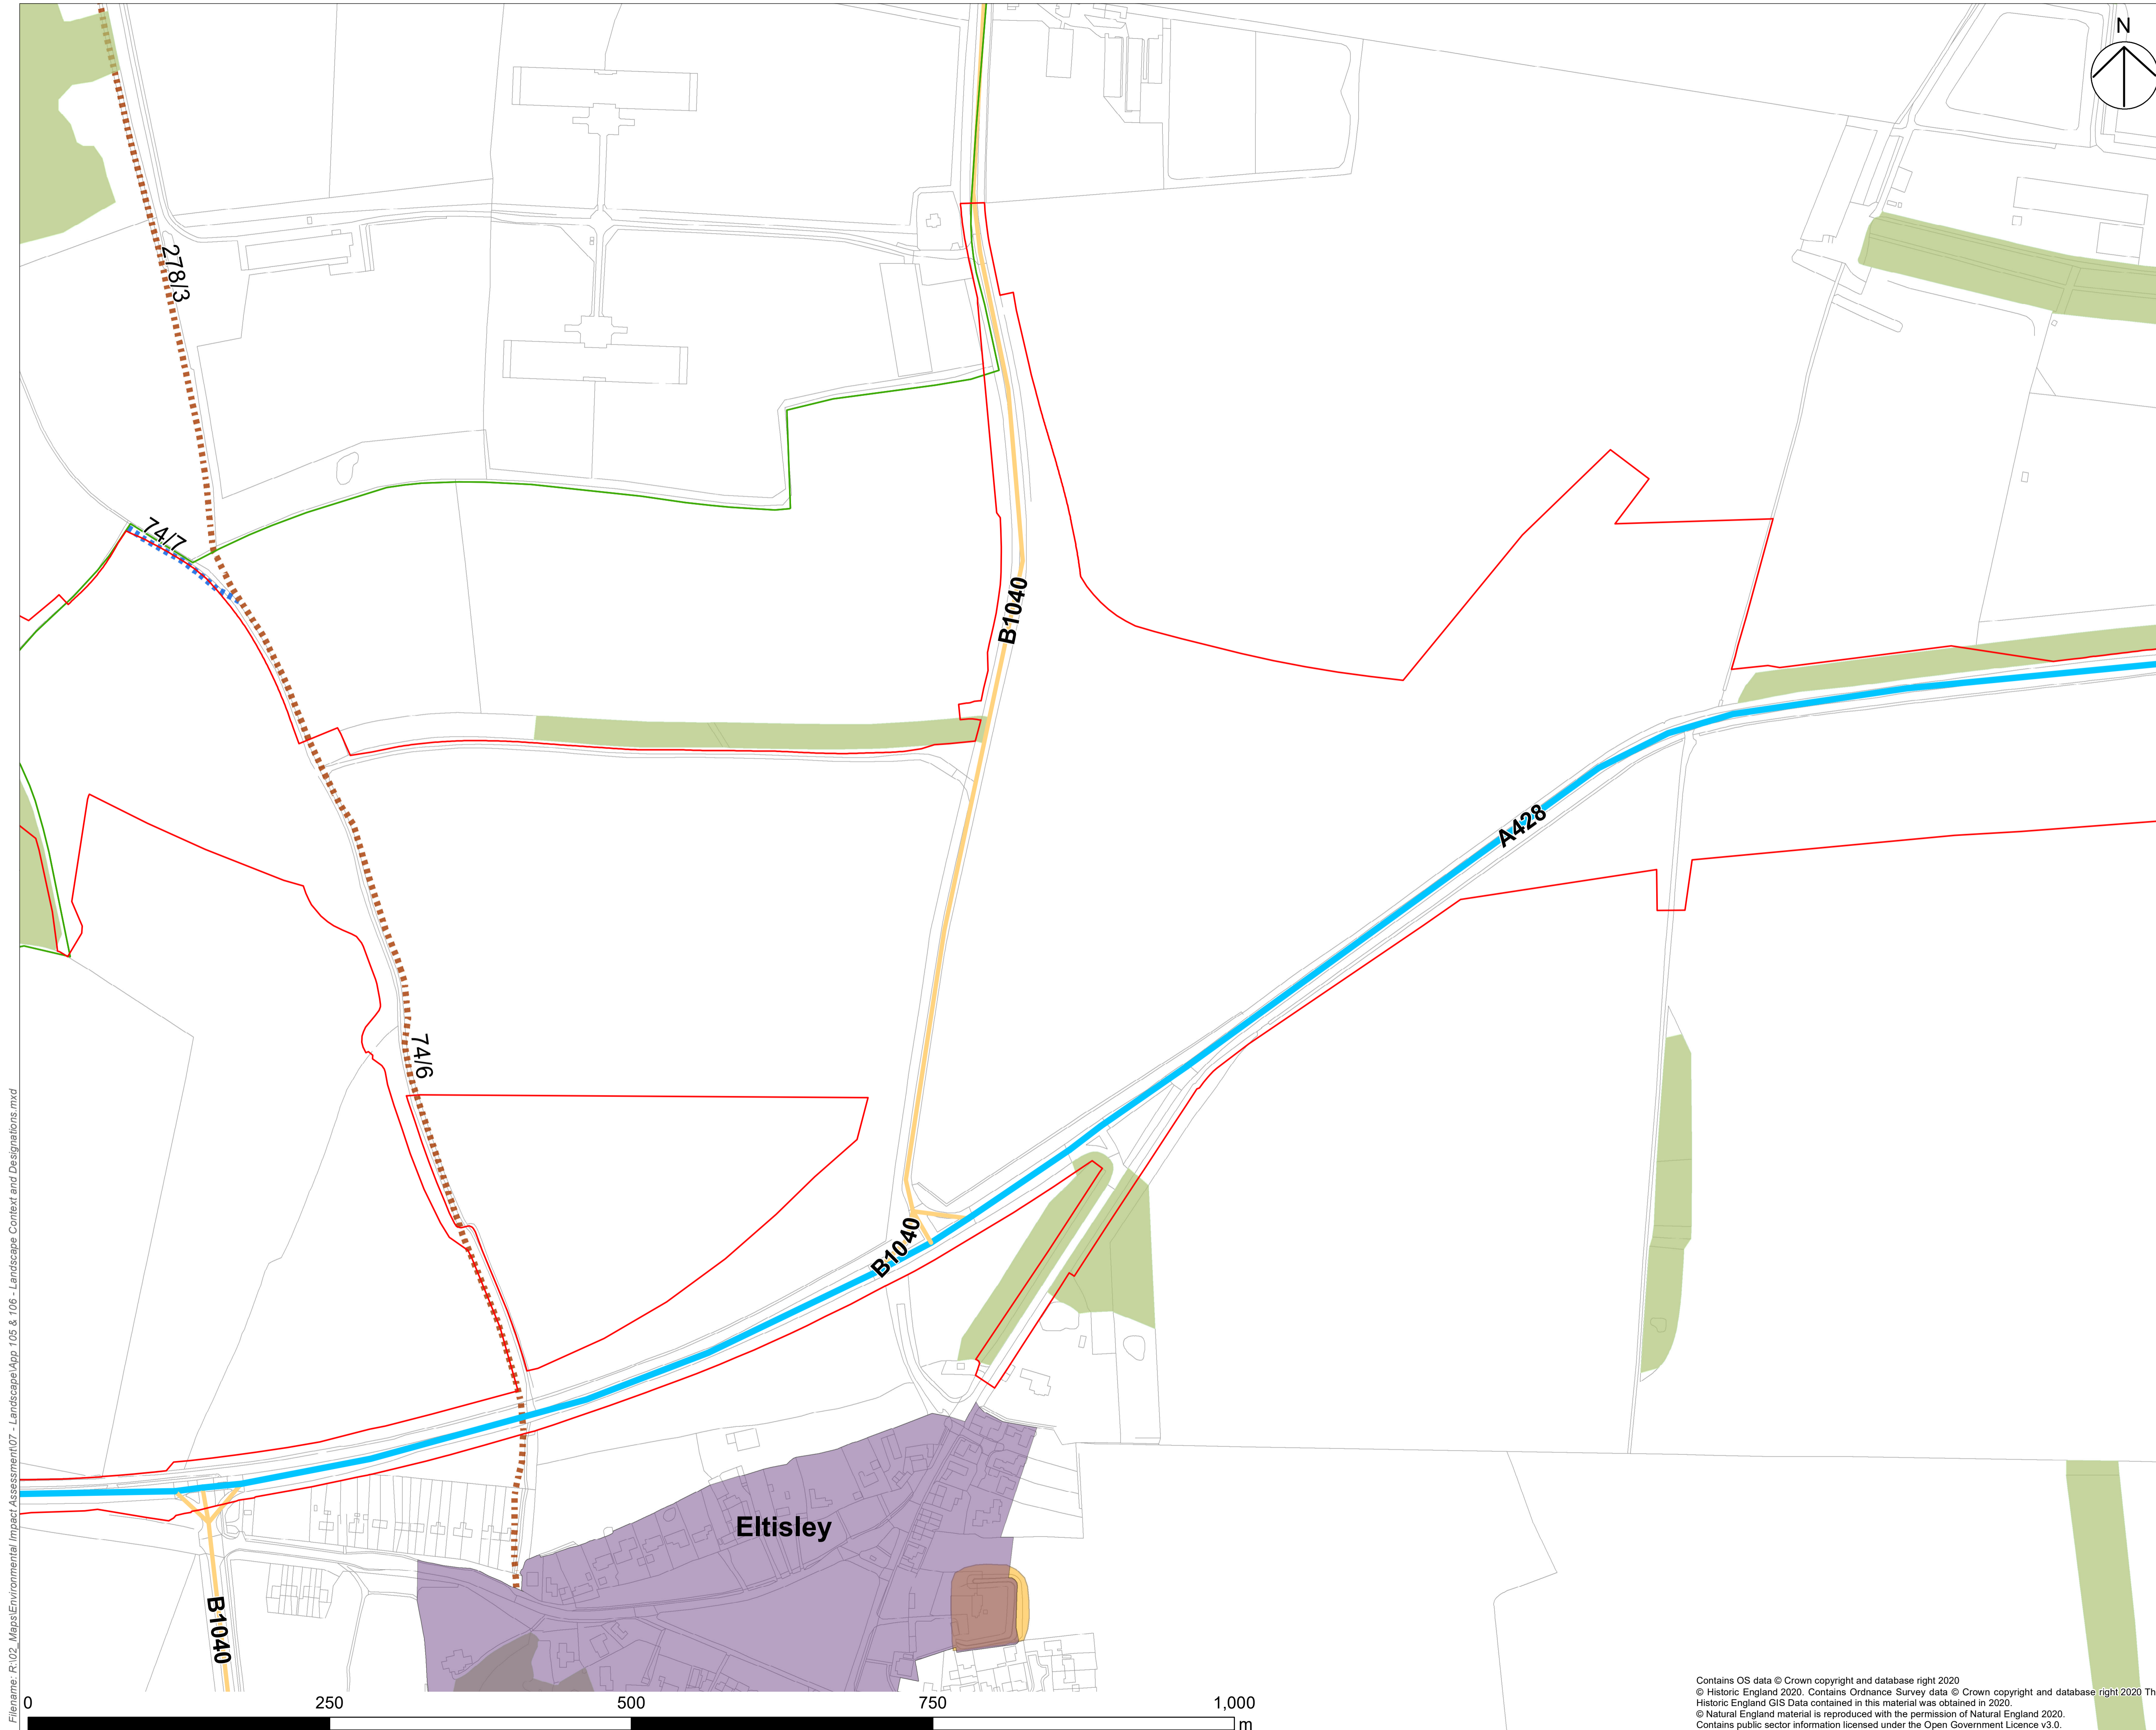 N
278/3
74/7
B1040
A428
74/6
B1040
Eltisley
B1040
Filename: R:\02_Maps\Environmental Impact Assessment\07 - Landscape\App 105 & 106 - Landscape Context and Designations.mxd
0 250 500 750 1,000
m
Contains OS data © Crown copyright and database right 2020
© Historic England 2020. Contains Ordnance Survey data © Crown copyright and database right 2020 Th
Historic England GIS Data contained in this material was obtained in 2020.
© Natural England material is reproduced with the permission of Natural England 2020.
Contains public sector information licensed under the Open Government Licence v3.0.